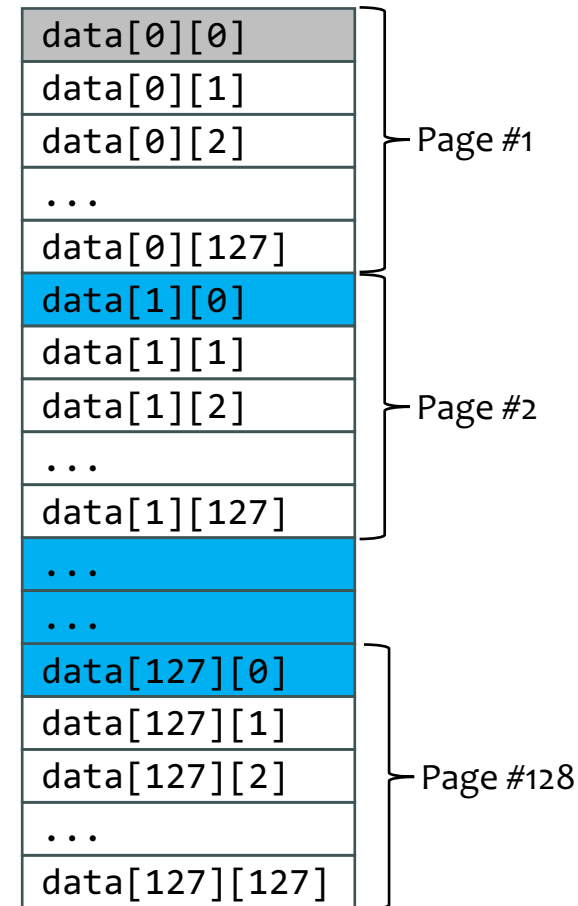 data[0][0]
data[0][1]
data[0][2]
Page #1
...
data[0][127]
data[1][0]
data[1][1]
data[1][2]
Page #2
...
data[1][127]
...
...
data[127][0]
data[127][1]
data[127][2]
Page #128
...
data[127][127]